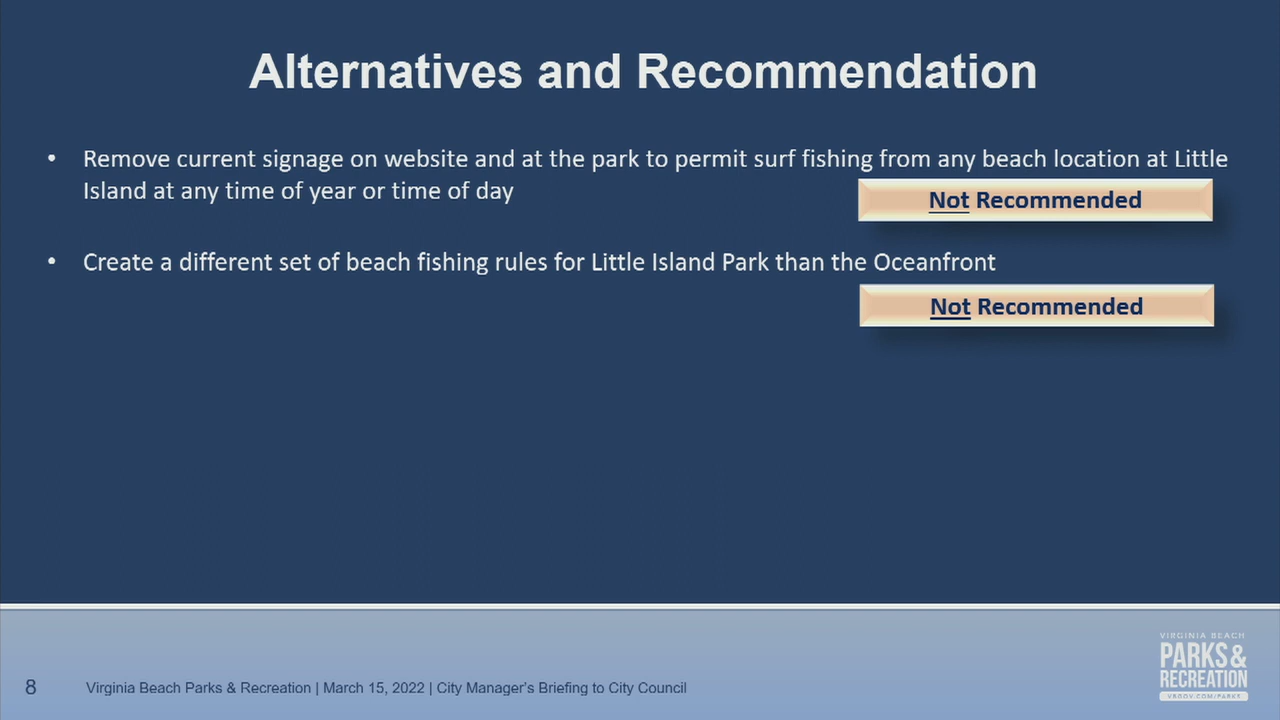 Alternatives and Recommendation
• Remove current signage on website and at the park to permit surf fishing from any beach location at Little
Island at any time of year or time of day
Not Recommended
• Create a different set of beach fishing rules for Little Island Park than the Oceanfront
Not Recommended
VIRGINIA BEACH
PARKS &
RECREATION
VBGOV.COM/PARKS
8
Virginia Beach Parks & Recreation | March 15, 2022 | City Manager's Briefing to City Council